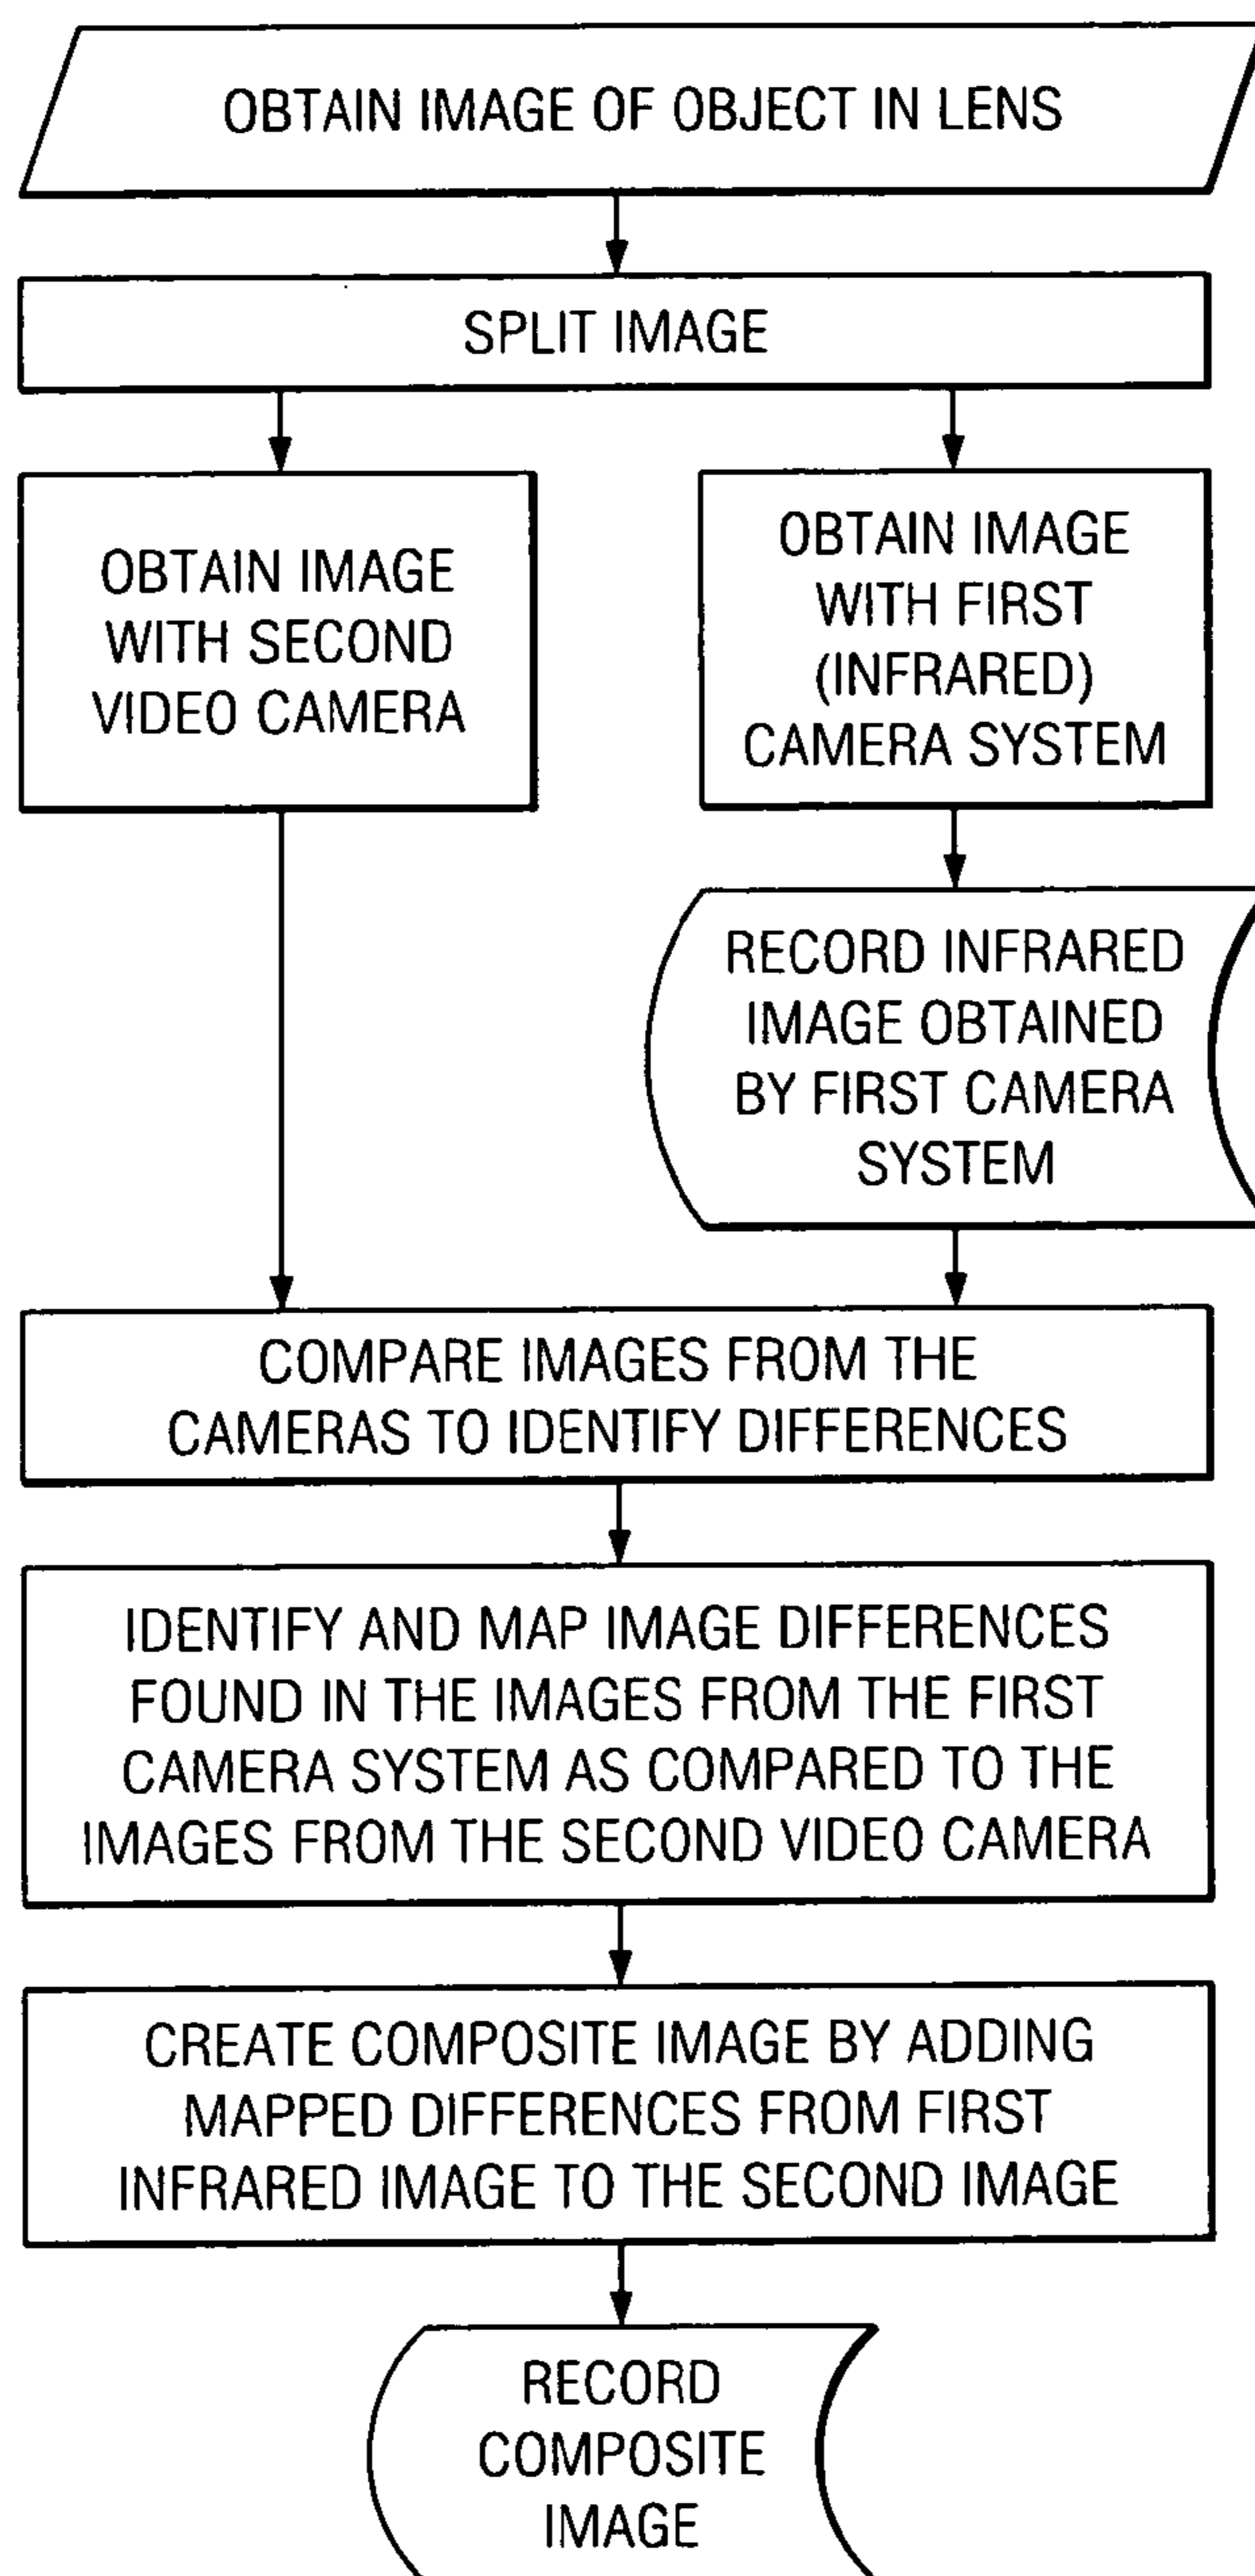 OBTAIN IMAGE OF OBJECT IN LENS
SPLIT IMAGE
OBTAIN IMAGE
WITH SECOND
VIDEO CAMERA
OBTAIN IMAGE
WITH FIRST
(INFRARED)
CAMERA SYSTEM
RECORD INFRARED
IMAGE OBTAINED
BY FIRST CAMERA
SYSTEM
COMPARE IMAGES FROM THE
CAMERAS TO IDENTIFY DIFFERENCES
IDENTIFY AND MAP IMAGE DIFFERENCES
FOUND IN THE IMAGES FROM THE FIRST
CAMERA SYSTEM AS COMPARED TO THE
IMAGES FROM THE SECOND VIDEO CAMERA
CREATE COMPOSITE IMAGE BY ADDING
MAPPED DIFFERENCES FROM FIRST
INFRARED IMAGE TO THE SECOND IMAGE
RECORD
COMPOSITE
IMAGE